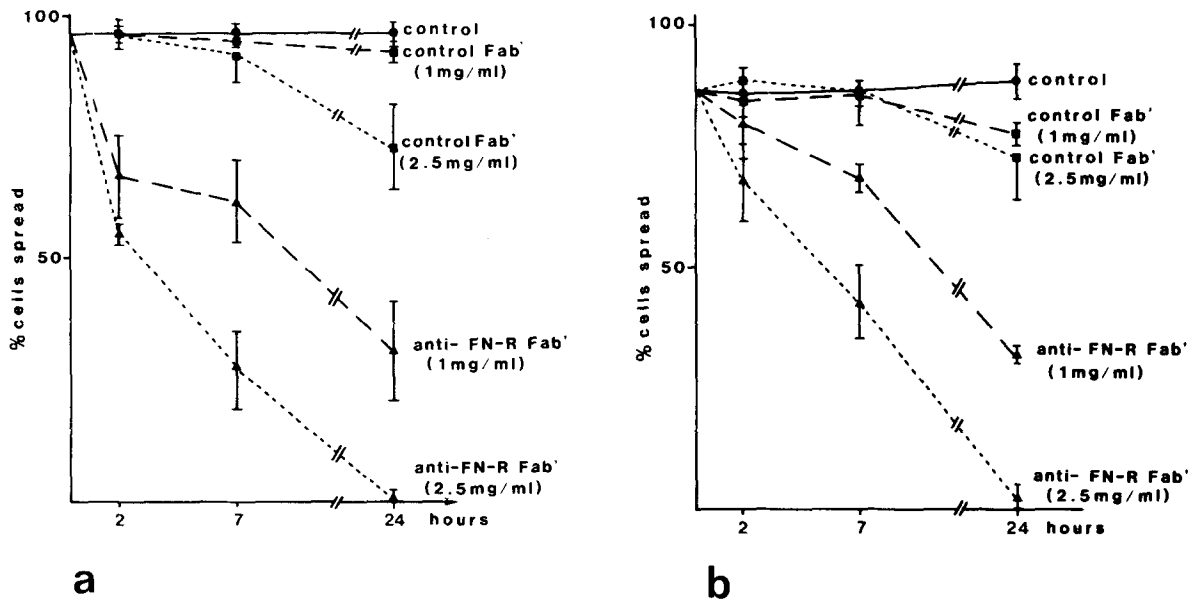 100
50
% cells spread
control
control Fab'
(1mg/ml)
control Fab'
(2.5mg/ml)
anti- FN-R Fab'
(1mg/ml)
anti-FN-R Fab'
(2.5mg/ml)
2 7 24 hours
a
100
50
% cells spread
control
control Fab'
(1mg/ml)
control Fab'
(2.5mg/ml)
anti- FN-R Fab'
(1mg/ml)
anti-FN-R Fab'
(2.5mg/ml)
2 7 24 hours
b